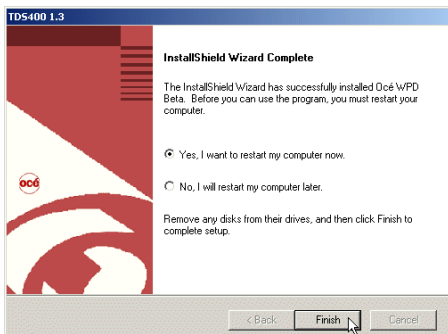 TDS400 1.3
InstallShield Wizard Complete
The InstallShield Wizard has successfully installed Océ WPD
Beta. Before you can use the program, you must restart your
computer.
Yes, I want to restart my computer now.
No, I will restart my computer later.
océ
Remove any disks from their drives, and then click Finish to
complete setup.
< Back
Finish
Cancel